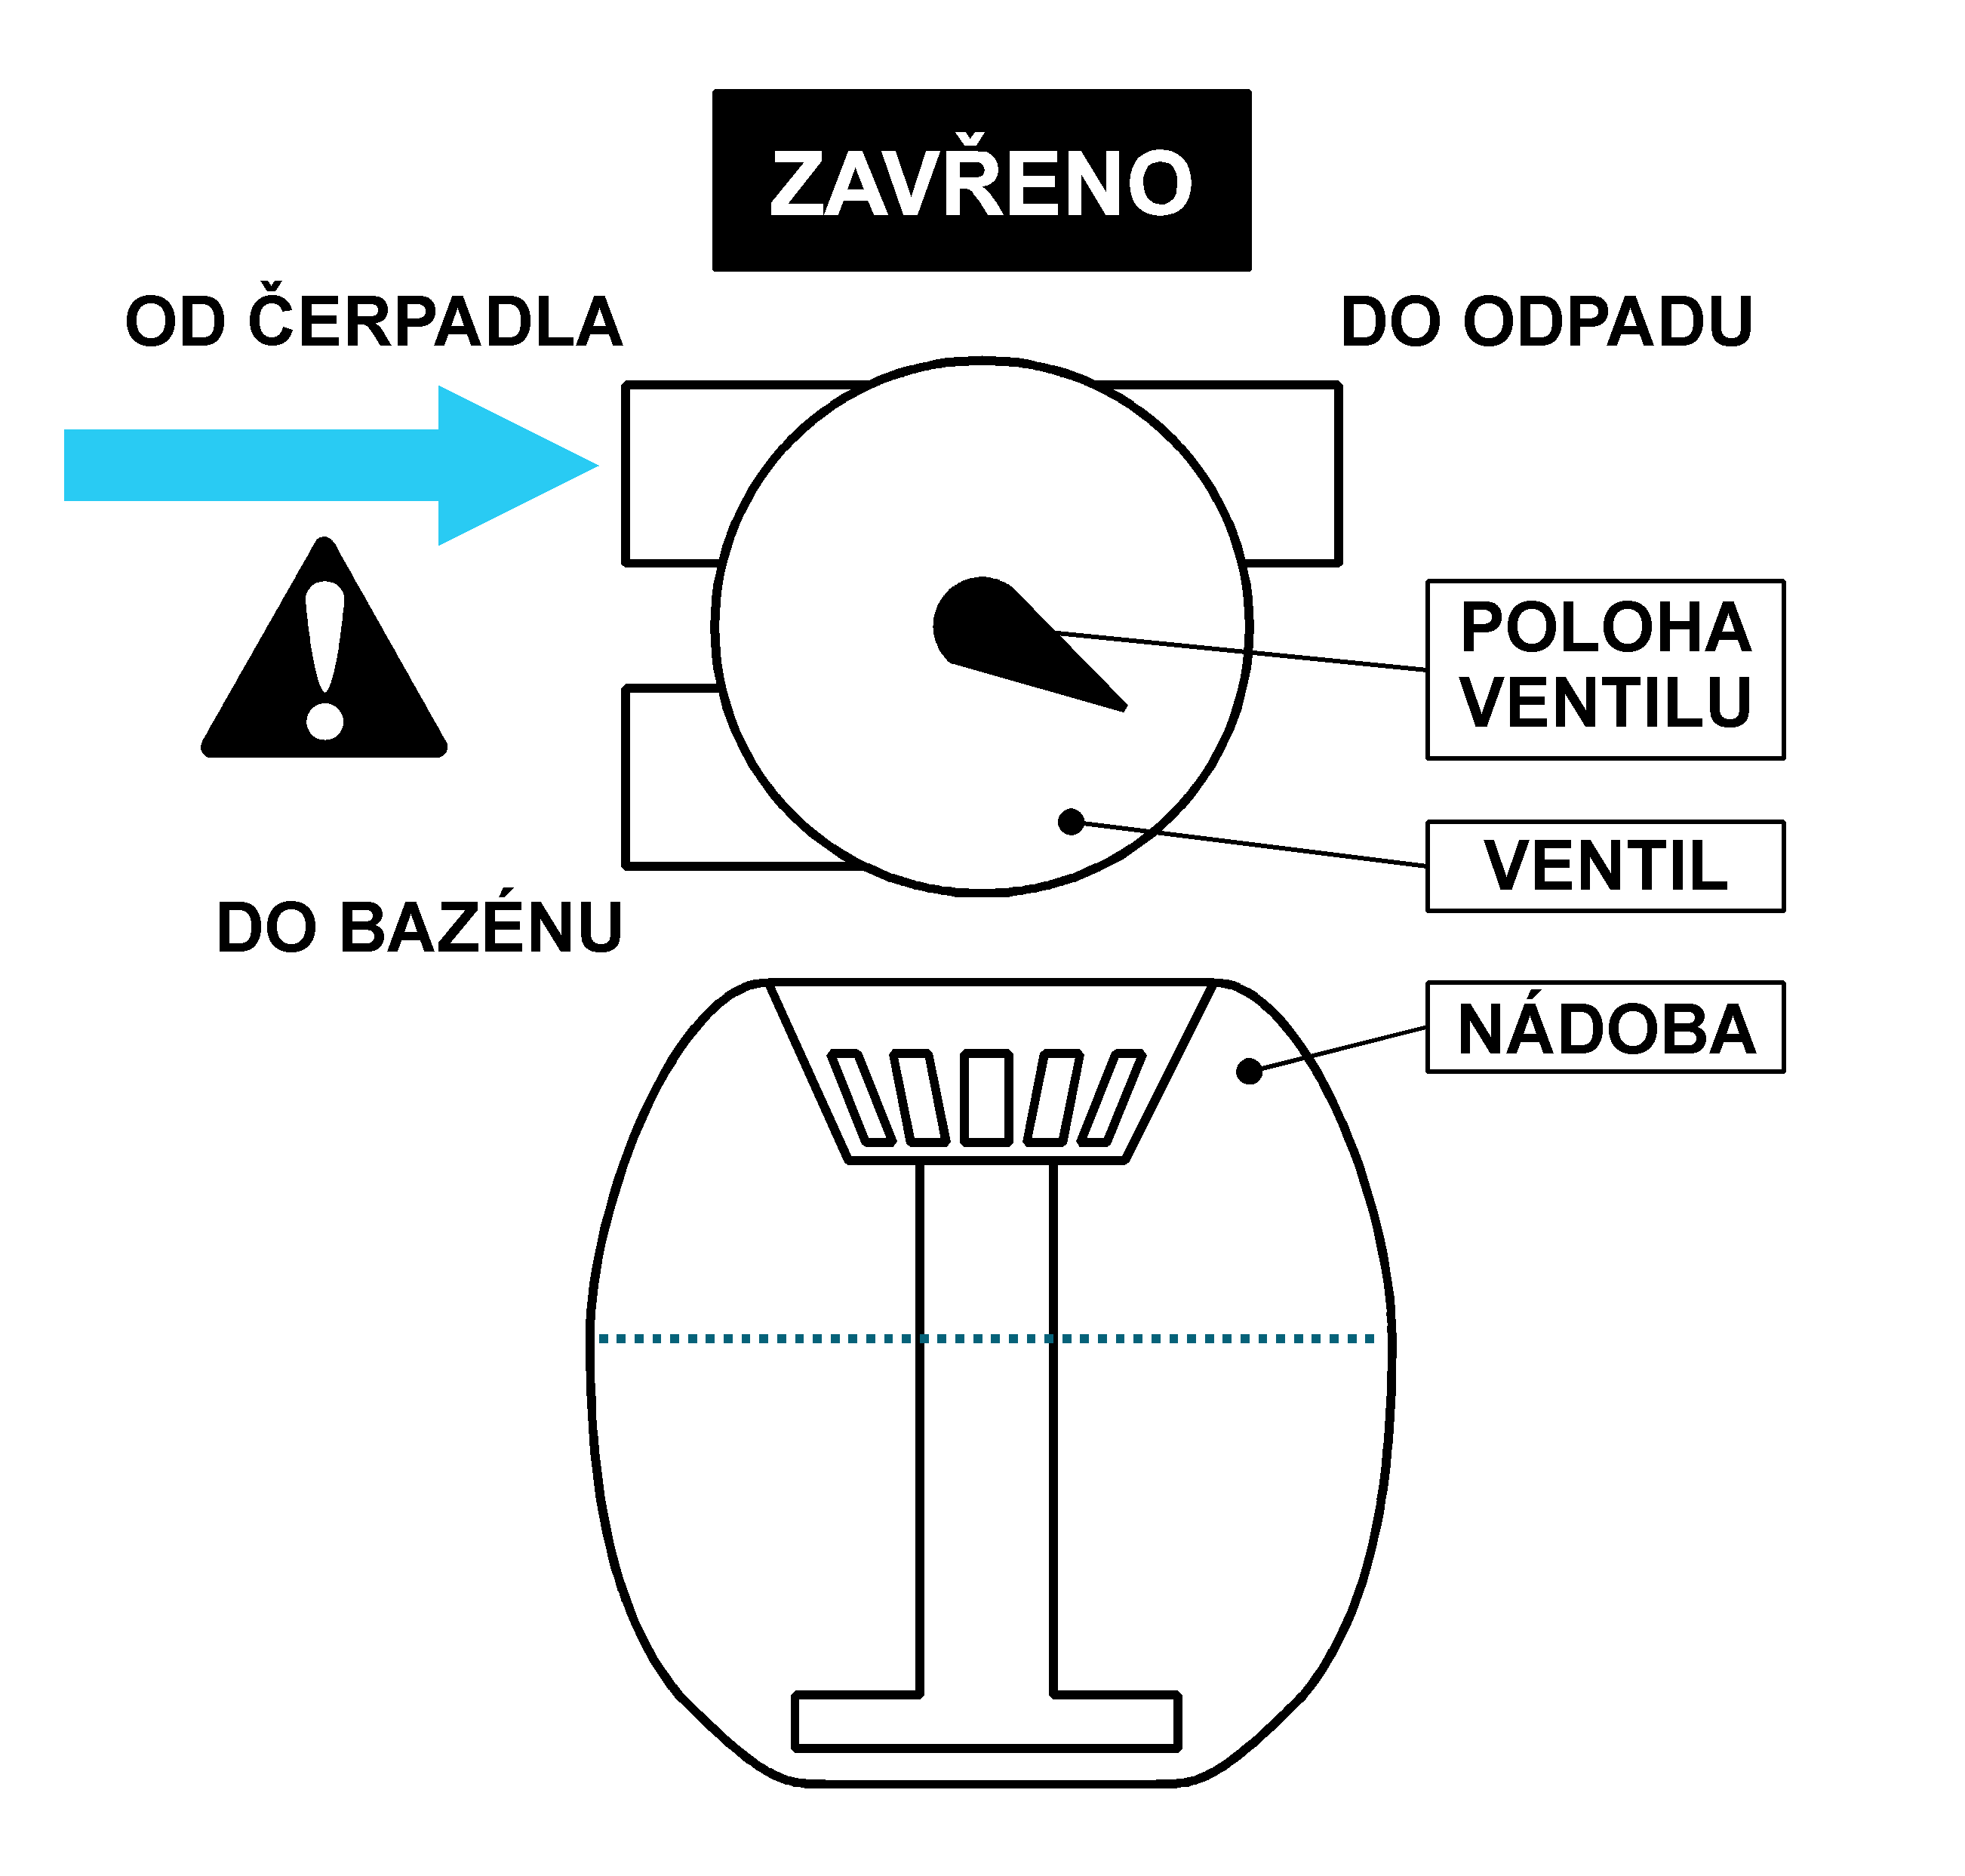 ZAVŘENO
OD ČERPADLA
DO ODPADU
POLOHA
VENTILU
VENTIL
DO BAZÉNU
NÁDOBA